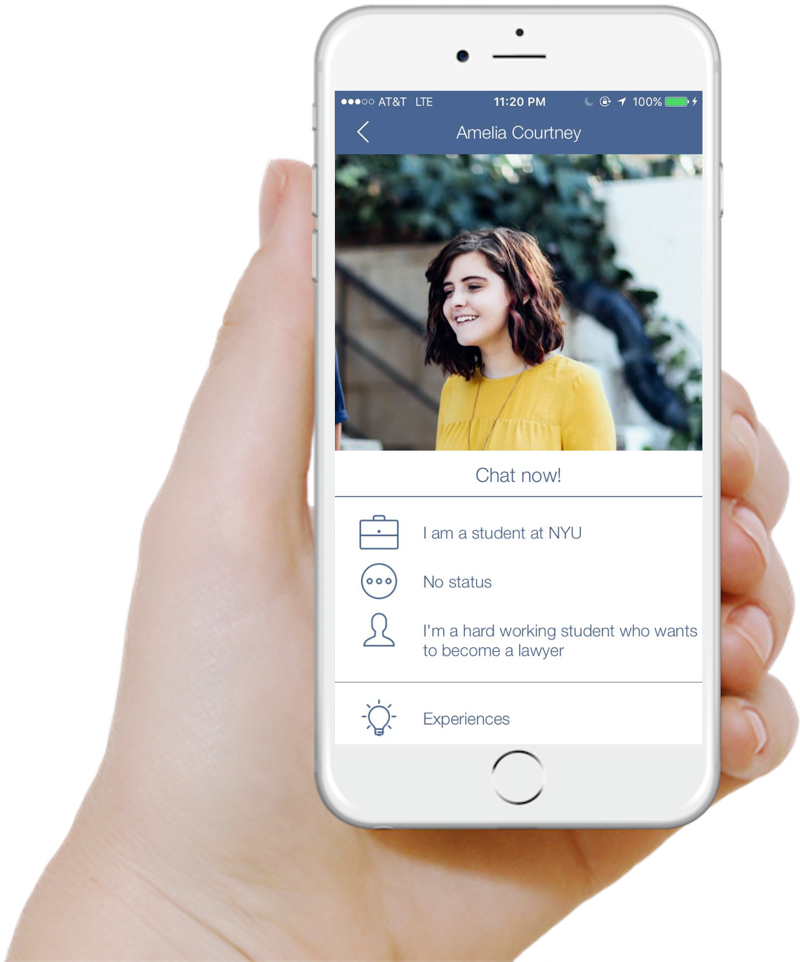 AT&T LTE 11:20 PM 100%
Amelia Courtney
Chat now!
I am a student at NYU
No status
I'm a hard working student who wants
to become a lawyer
Experiences